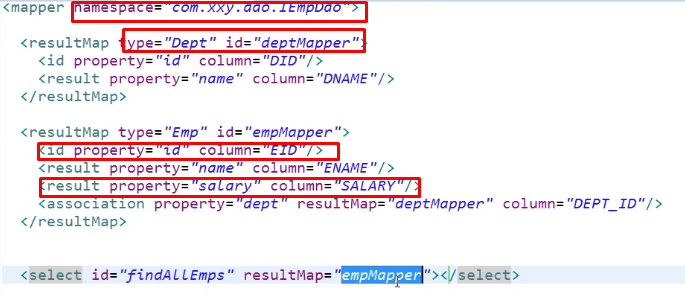 <mapper namespace="com.xxy.dao.IEmpDao">
<resultMap type="Dept" id="deptMapper">
<id property="id" column="DID"/>
<result property="name" column="DNAME"/>
</resultMap>
<resultMap type="Emp" id="empMapper">
<id property="id" column="EID"/>
<result property="name" column="ENAME"/>
<result property="salary" column="SALARY"/>
<association property="dept" resultMap="deptMapper" column="DEPT_ID"/>
</resultMap>
<select id="findAllEmps" resultMap="empMapper"></select>